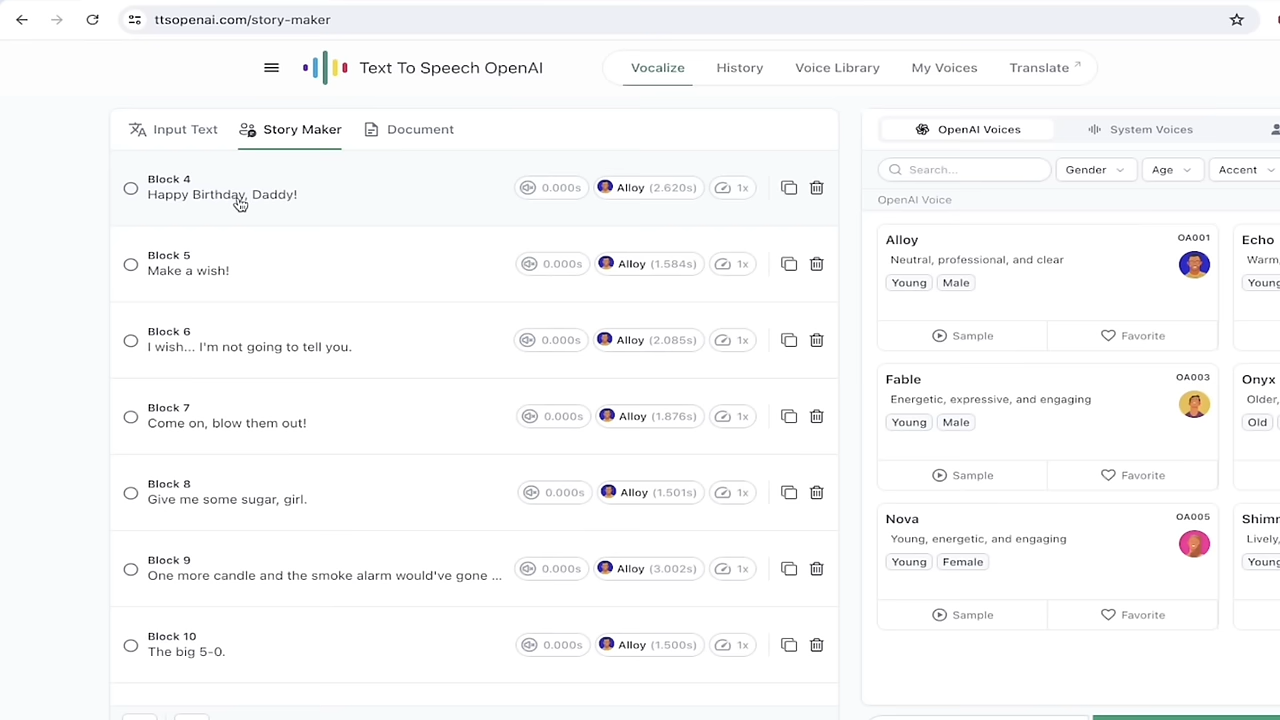 ttsopenai.com/story-maker
Text To Speech OpenAI
Vocalize
History
Voice Library
My Voices
Translate
Input Text
Story Maker
Document
Block 4
Happy Birthday, Daddy!
0.000s
Alloy (2.620s)
1x
Block 5
Make a wish!
0.000s
Alloy (1.584s)
1x
Block 6
I wish... I'm not going to tell you.
0.000s
Alloy (2.085s)
1x
Block 7
Come on, blow them out!
0.000s
Alloy (1.876s)
1x
Block 8
Give me some sugar, girl.
0.000s
Alloy (1.501s)
1x
Block 9
One more candle and the smoke alarm would've gone ...
0.000s
Alloy (3.002s)
1x
Block 10
The big 5-0.
0.000s
Alloy (1.500s)
1x
OpenAI Voices
System Voices
Search...
Gender
Age
Accent
OpenAI Voice
Alloy
OA001
Neutral, professional, and clear
Young
Male
Sample
Favorite
Echo
Warm,
Young
Fable
OA003
Energetic, expressive, and engaging
Young
Male
Sample
Favorite
Onyx
Older,
Old
Nova
OA005
Young, energetic, and engaging
Young
Female
Sample
Favorite
Shimm
Lively,
Young